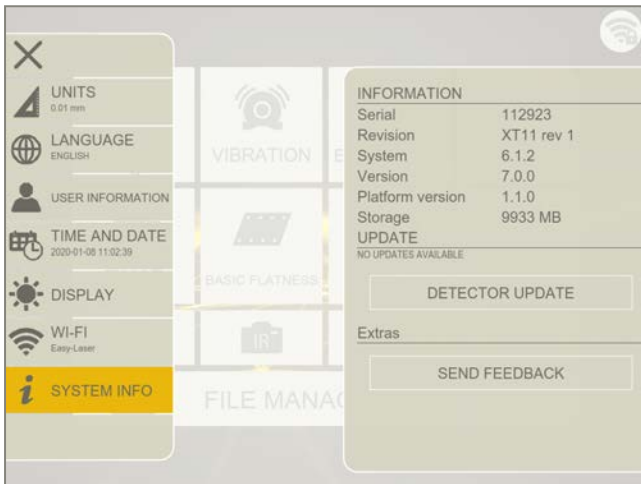 UNITS
0.01 mm
LANGUAGE
ENGLISH
USER INFORMATION
TIME AND DATE
2020-01-08 11:02:39
DISPLAY
WI-FI
Easy-Laser
SYSTEM INFO
VIBRATION
E
BASIC FLATNESS
IR
FILE MANAG
INFORMATION
Serial 112923
Revision XT11 rev 1
System 6.1.2
Version 7.0.0
Platform version 1.1.0
Storage 9933 MB
UPDATE
NO UPDATES AVAILABLE
DETECTOR UPDATE
Extras
SEND FEEDBACK